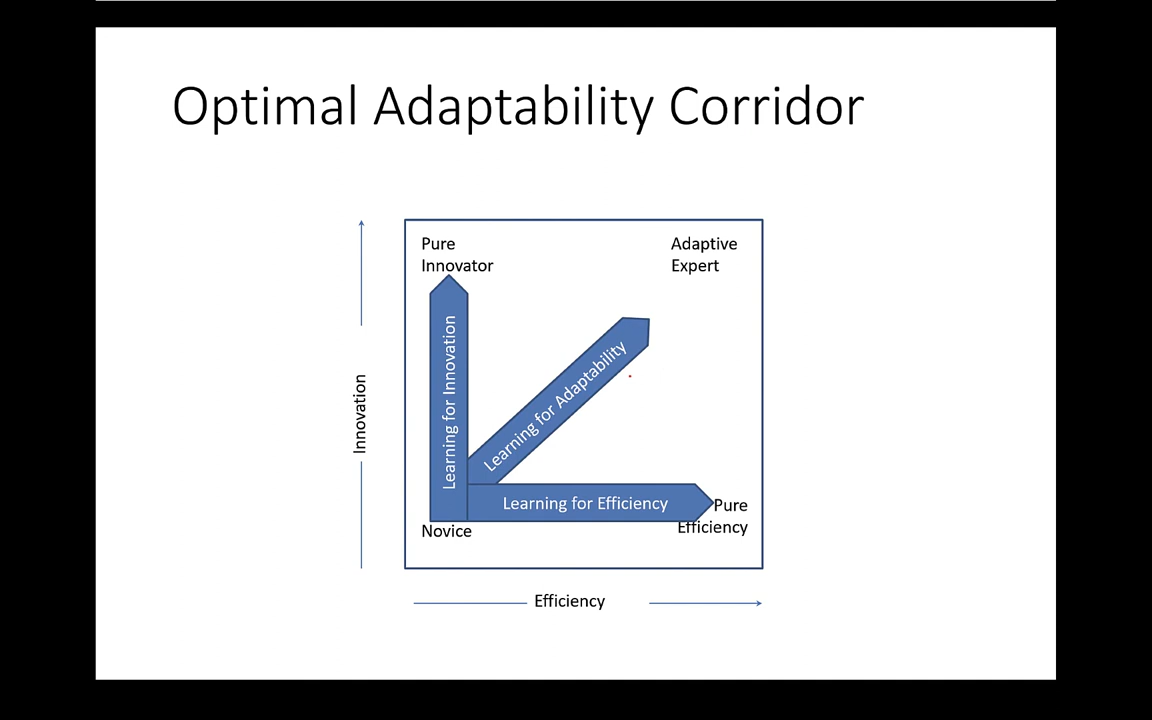 Optimal Adaptability Corridor
Pure
Innovator
Adaptive
Expert
Learning for Innovation
Learning for Adaptability
Learning for Efficiency
Pure
Efficiency
Novice
Innovation
Efficiency